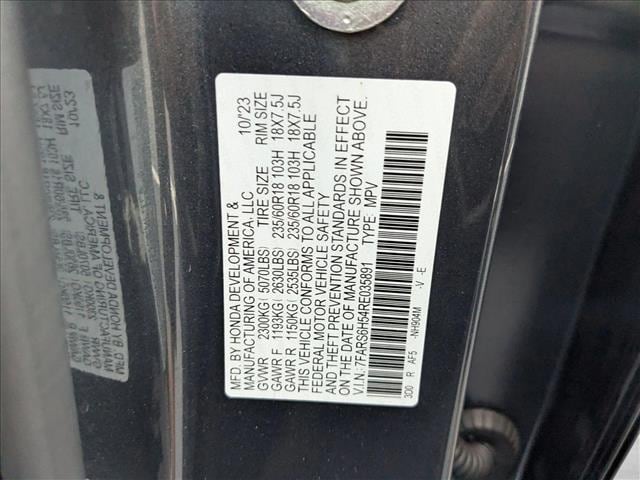 MFD. BY HONDA DEVELOPMENT & 10/'23
MANUFACTURING OF AMERICA, LLC
GVWR 2300KG( 5070LBS) TIRE SIZE RIM SIZE
GAWR F 1193KG ( 2630LBS) 235/60R18 103H 18X7.5J
GAWR R 1150KG ( 2535LBS) 235/60R18 103H 18X7.5J
THIS VEHICLE CONFORMS TO ALL APPLICABLE
FEDERAL MOTOR VEHICLE SAFETY
AND THEFT PREVENTION STANDARDS IN EFFECT
ON THE DATE OF MANUFACTURE SHOWN ABOVE.
V.I.N.: 7FARS6H54RE035891 TYPE: MPV
3D0 R AF5 -NH904M -V -E